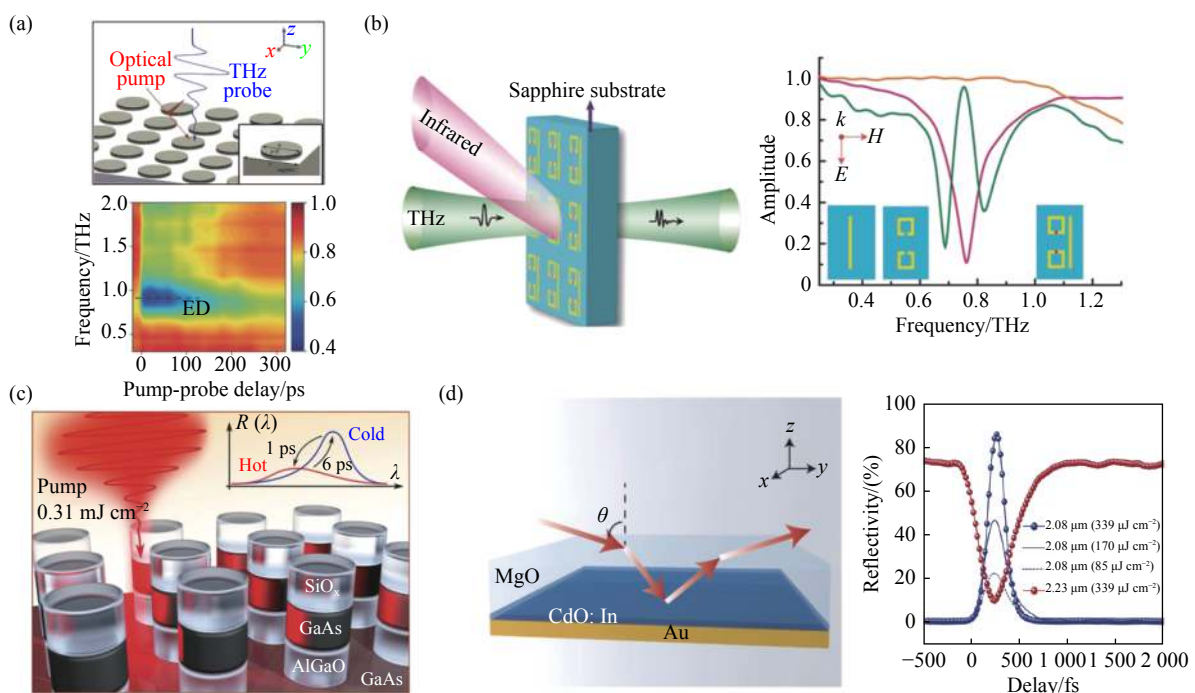 (a)
z
x
y
Optical
pump
THz
probe
Frequency/THz
2.0
1.5
1.0
0.5
ED
1.0
0.8
0.6
0.4
0
100
200
300
Pump-probe delay/ps
(b)
Sapphire substrate
Infrared
THz
Amplitude
1.0
0.8
0.6
0.4
0.2
0
k
H
E
0.4
0.6
0.8
1.0
1.2
Frequency/THz
(c)
R (λ)
1 ps
Cold
Hot
6 ps
λ
Pump
0.31 mJ cm⁻²
SiOₓ
GaAs
AlGaO
GaAs
(d)
z
y
x
θ
MgO
CdO: In
Au
Reflectivity/(%)
100
80
60
40
20
0
2.08 μm (339 μJ cm⁻²)
2.08 μm (170 μJ cm⁻²)
2.08 μm (85 μJ cm⁻²)
2.23 μm (339 μJ cm⁻²)
−500
0
500
1 000
2 000
Delay/fs